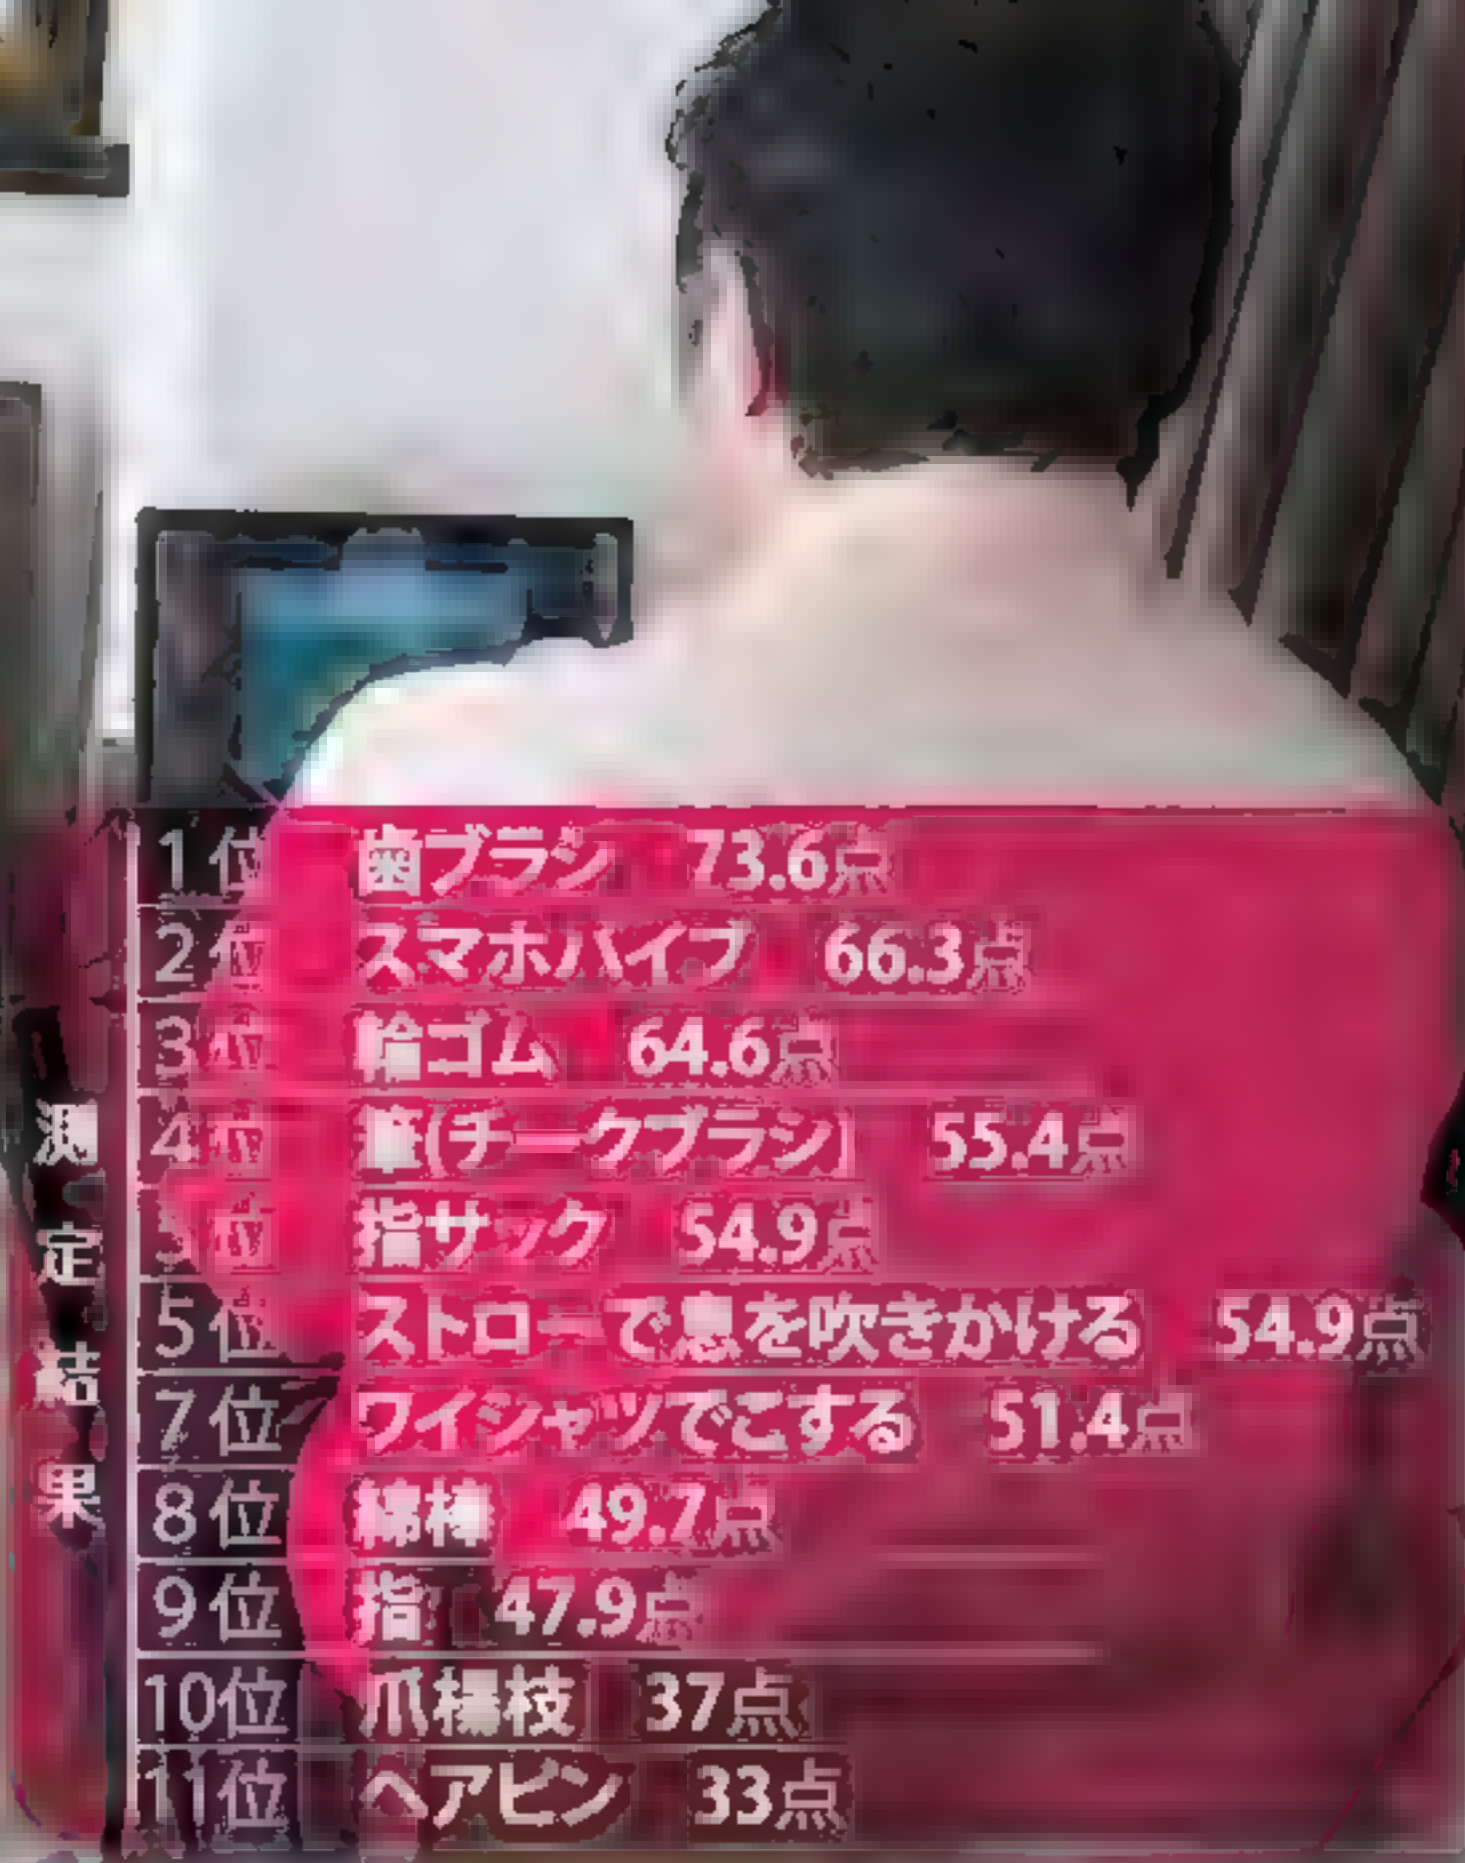 測定結果
1位 歯ブラシ 73.6点
2位 スマホバイブ 66.3点
3位 輪ゴム 64.6点
4位 筆(チークブラシ) 55.4点
5位 指サック 54.9点
5位 ストローで息を吹きかける 54.9点
7位 ワイシャツでこする 51.4点
8位 綿棒 49.7点
9位 指 47.9点
10位 爪楊枝 37点
11位 ヘアピン 33点